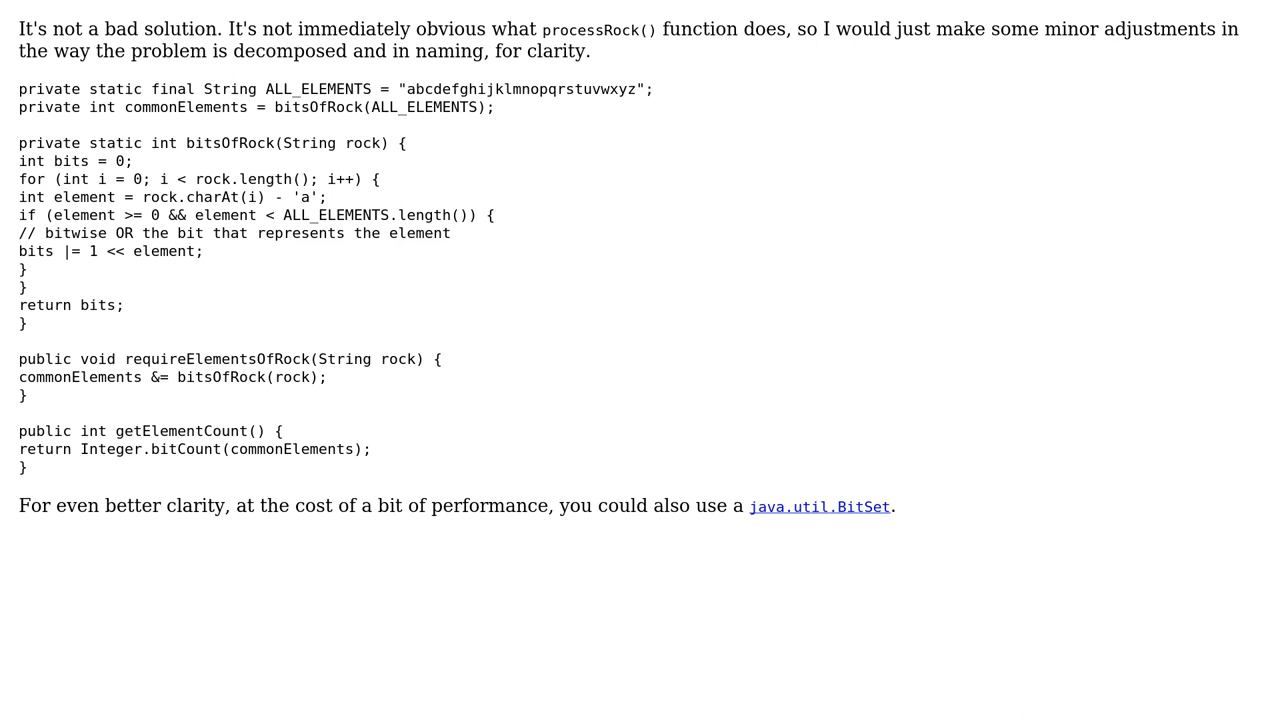 It's not a bad solution. It's not immediately obvious what processRock() function does, so I would just make some minor adjustments in
the way the problem is decomposed and in naming, for clarity.
private static final String ALL_ELEMENTS = "abcdefghijklmnopqrstuvwxyz";
private int commonElements = bitsOfRock(ALL_ELEMENTS);
private static int bitsOfRock(String rock) {
int bits = 0;
for (int i = 0; i < rock.length(); i++) {
int element = rock.charAt(i) - 'a';
if (element >= 0 && element < ALL_ELEMENTS.length()) {
// bitwise OR the bit that represents the element
bits |= 1 << element;
}
}
return bits;
}
public void requireElementsOfRock(String rock) {
commonElements &= bitsOfRock(rock);
}
public int getElementCount() {
return Integer.bitCount(commonElements);
}
For even better clarity, at the cost of a bit of performance, you could also use a java.util.BitSet.